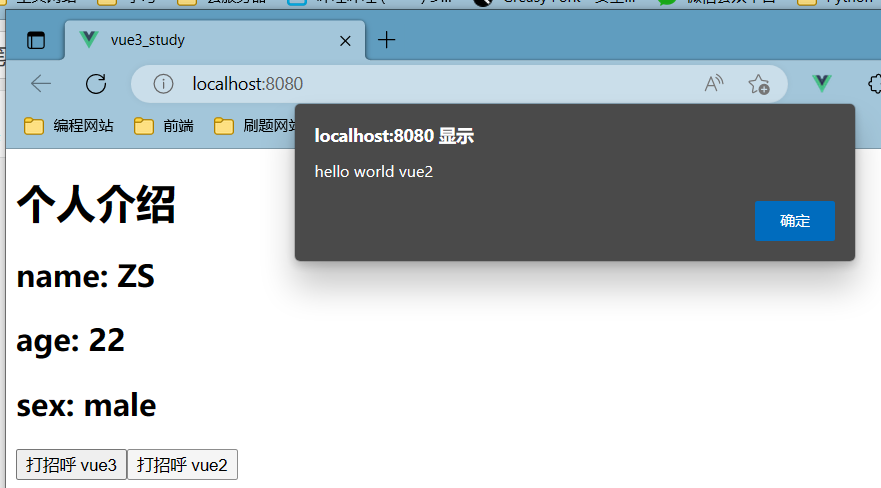 vue3_study
localhost:8080
编程网站 前端 刷题网站
localhost:8080 显示
hello world vue2
确定
个人介绍
name: ZS
age: 22
sex: male
打招呼 vue3 打招呼 vue2